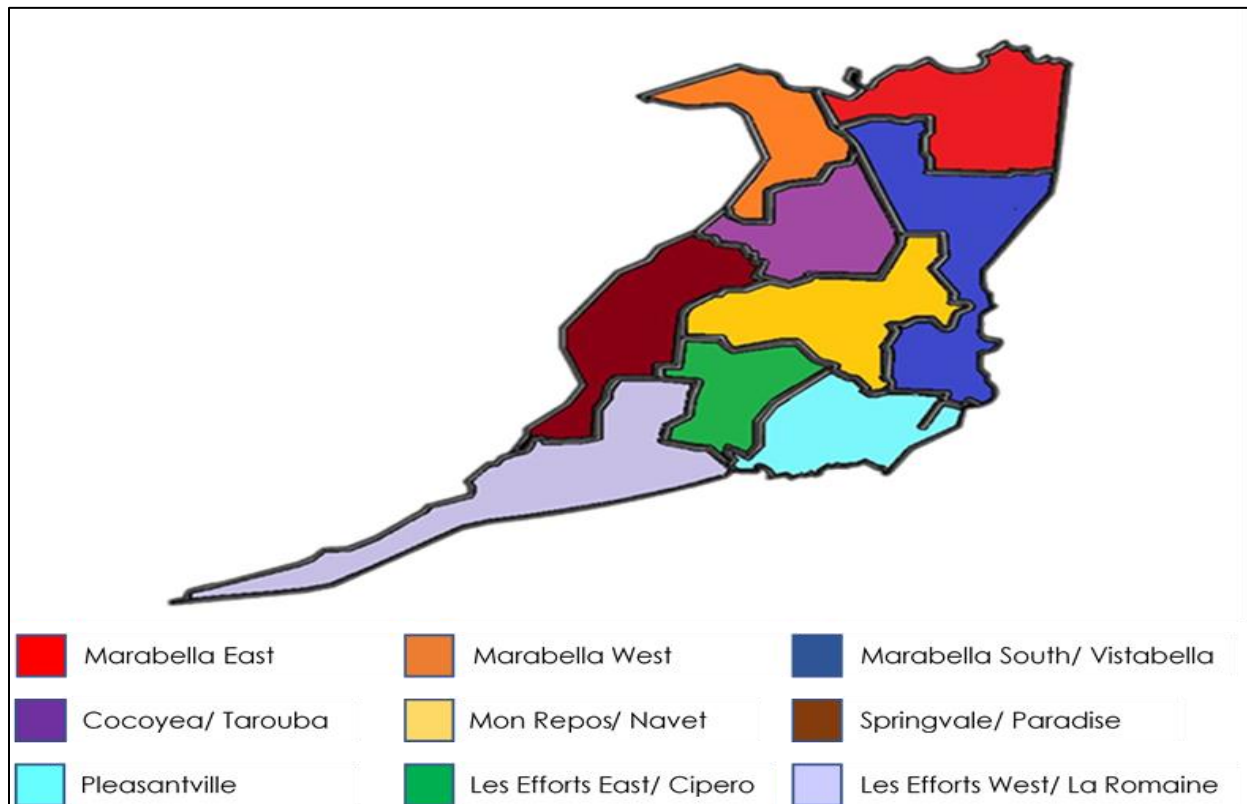 Marabella East
Marabella West
Marabella South/ Vistabella
Cocoyea/ Tarouba
Mon Repos/ Navet
Springvale/ Paradise
Pleasantville
Les Efforts East/ Cipero
Les Efforts West/ La Romaine